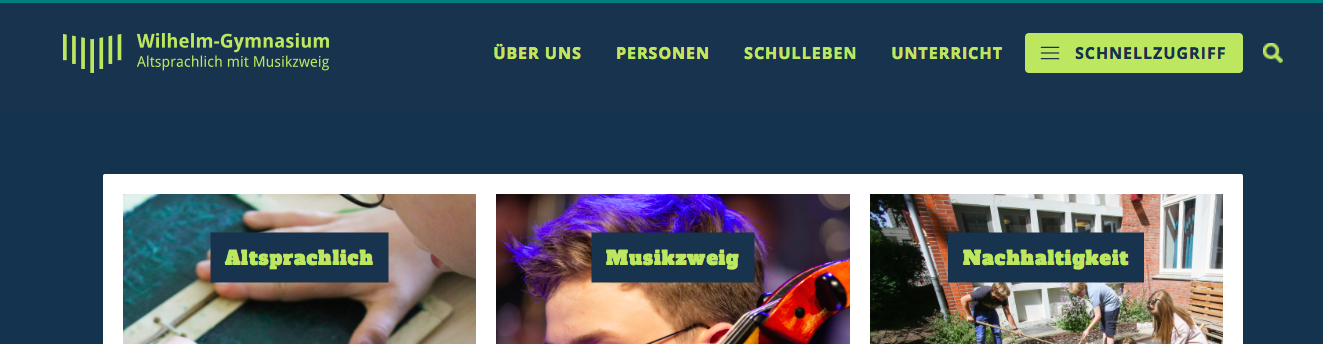 Wilhelm-Gymnasium
Altsprachlich mit Musikzweig
ÜBER UNS
PERSONEN
SCHULLEBEN
UNTERRICHT
SCHNELLZUGRIFF
Altsprachlich
Musikzweig
Nachhaltigkeit